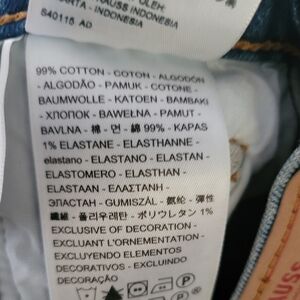 OLEH:
RAUSS INDONESIA
ARTA - INDONESIA
S40115 AD
99% COTTON - COTON - ALGODÓN
- ALGODÃO - PAMUK - COTONE -
BAUMWOLLE - KATOEN - BAMBAKI
- ХЛОПОК - BAWEŁNA - PAMUT -
BAVLNA - 棉 - 면 - 綿 99% - KAPAS
1% ELASTANE - ELASTHANNE -
elastano - ELASTANO - ELASTAN -
ELASTOMERO - ELASTHAN -
ELASTAAN - ΕΛΑΣΤΑΝΗ -
ЭЛАСТАН - GUMISZÁL - 氨纶 - 彈性
纖維 - 폴리우레탄 - ポリウレタン 1%
EXCLUSIVE OF DECORATION -
EXCLUANT L'ORNEMENTATION -
EXCLUYENDO ELEMENTOS
DECORATIVOS - EXCLUINDO
DECORAÇÃO